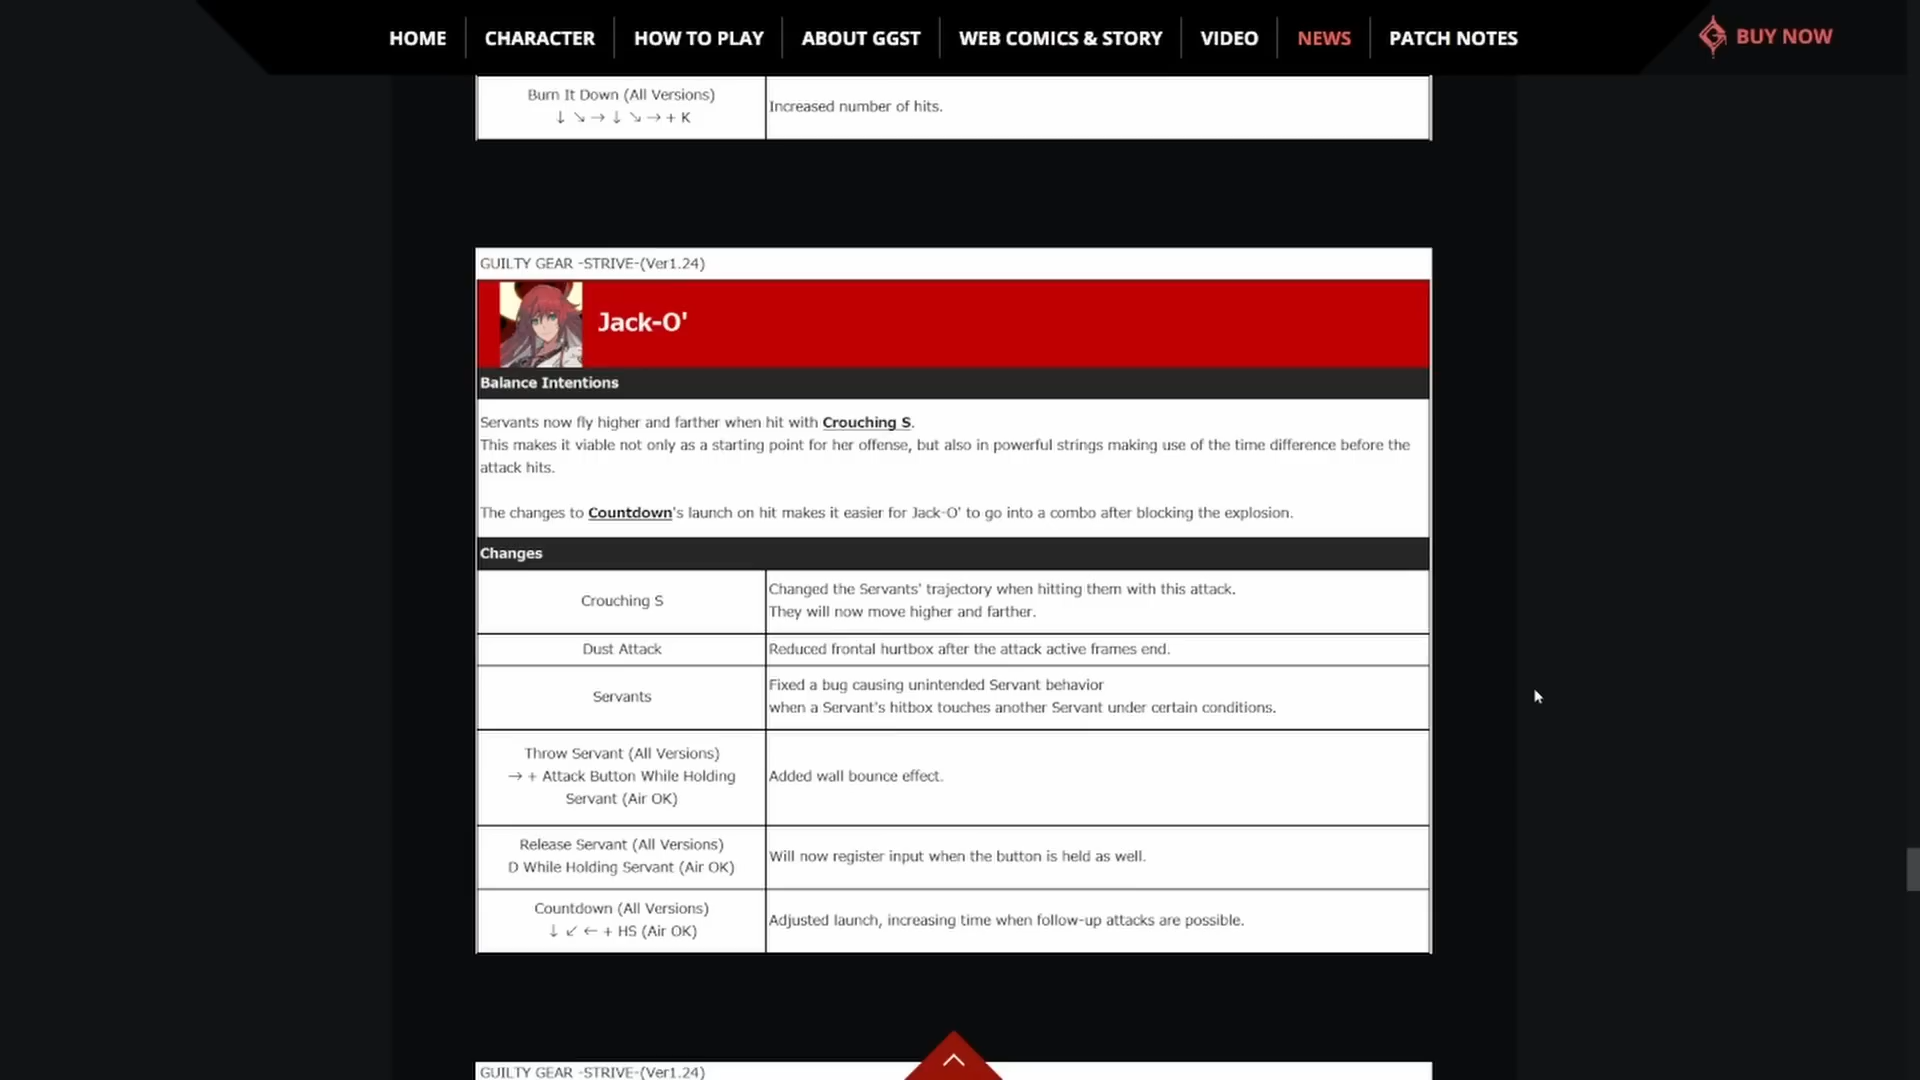 HOME
CHARACTER
HOW TO PLAY
ABOUT GGST
WEB COMICS & STORY
VIDEO
NEWS
PATCH NOTES
BUY NOW
Burn It Down (All Versions)
↓ ↘ → ↓ ↘ → + K
Increased number of hits.
GUILTY GEAR -STRIVE-(Ver1.24)
Jack-O'
Balance Intentions
Servants now fly higher and farther when hit with Crouching S.
This makes it viable not only as a starting point for her offense, but also in powerful strings making use of the time difference before the
attack hits.
The changes to Countdown's launch on hit makes it easier for Jack-O' to go into a combo after blocking the explosion.
Changes
Crouching S
Changed the Servants' trajectory when hitting them with this attack.
They will now move higher and farther.
Dust Attack
Reduced frontal hurtbox after the attack active frames end.
Servants
Fixed a bug causing unintended Servant behavior
when a Servant's hitbox touches another Servant under certain conditions.
Throw Servant (All Versions)
→ + Attack Button While Holding
Servant (Air OK)
Added wall bounce effect.
Release Servant (All Versions)
D While Holding Servant (Air OK)
Will now register input when the button is held as well.
Countdown (All Versions)
↓ ↙ ← + HS (Air OK)
Adjusted launch, increasing time when follow-up attacks are possible.
GUILTY GEAR -STRIVE-(Ver1.24)